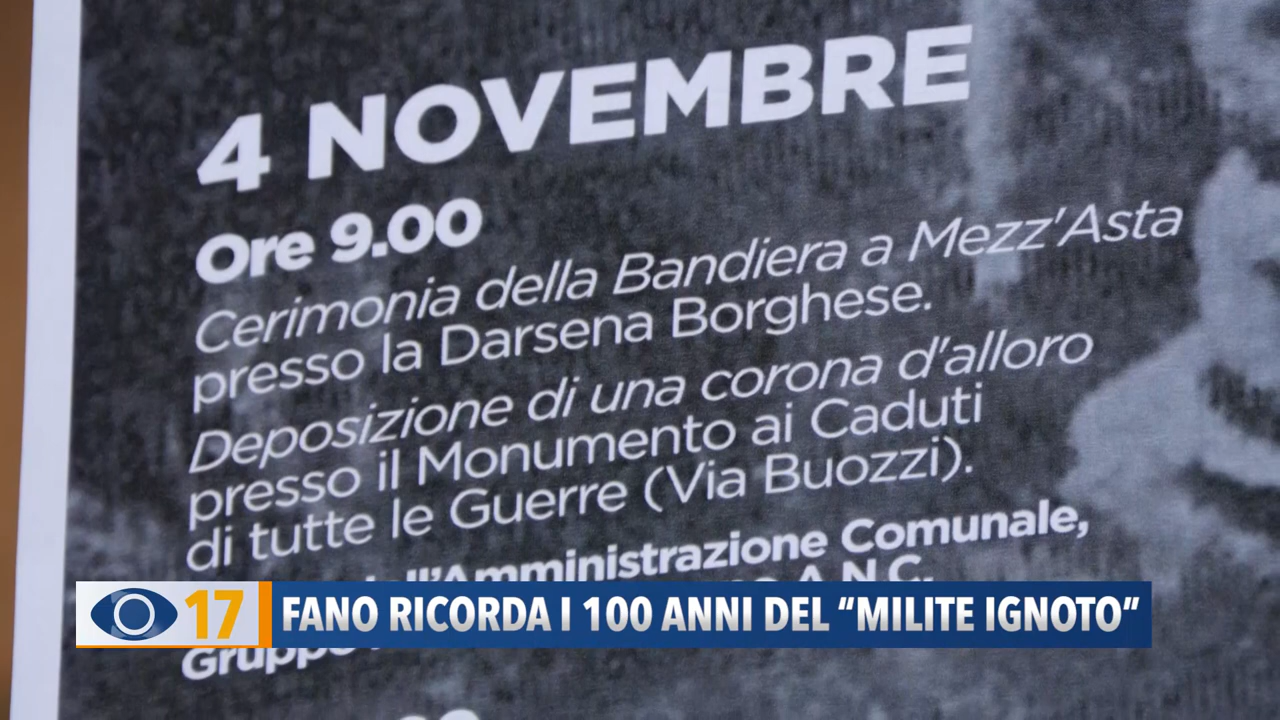 4 NOVEMBRE
Ore 9.00
Cerimonia della Bandiera a Mezz'Asta
presso la Darsena Borghese.
Deposizione di una corona d'alloro
presso il Monumento ai Caduti
di tutte le Guerre (Via Buozzi).
dell'Amministrazione Comunale,
A.N.C.
17 FANO RICORDA I 100 ANNI DEL “MILITE IGNOTO”
Gruppo